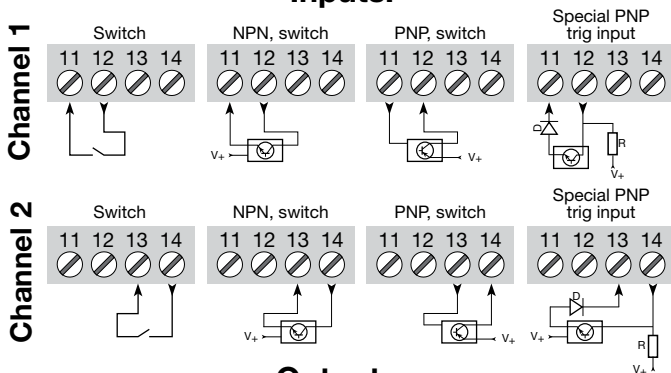 Channel 1
Switch
NPN, switch
PNP, switch
Special PNP
trig input
11 12 13 14
11 12 13 14
11 12 13 14
11 12 13 14
V+
V+
D
R
V+
Channel 2
Switch
NPN, switch
PNP, switch
Special PNP
trig input
11 12 13 14
11 12 13 14
11 12 13 14
11 12 13 14
V+
V+
D
V+
R
V+